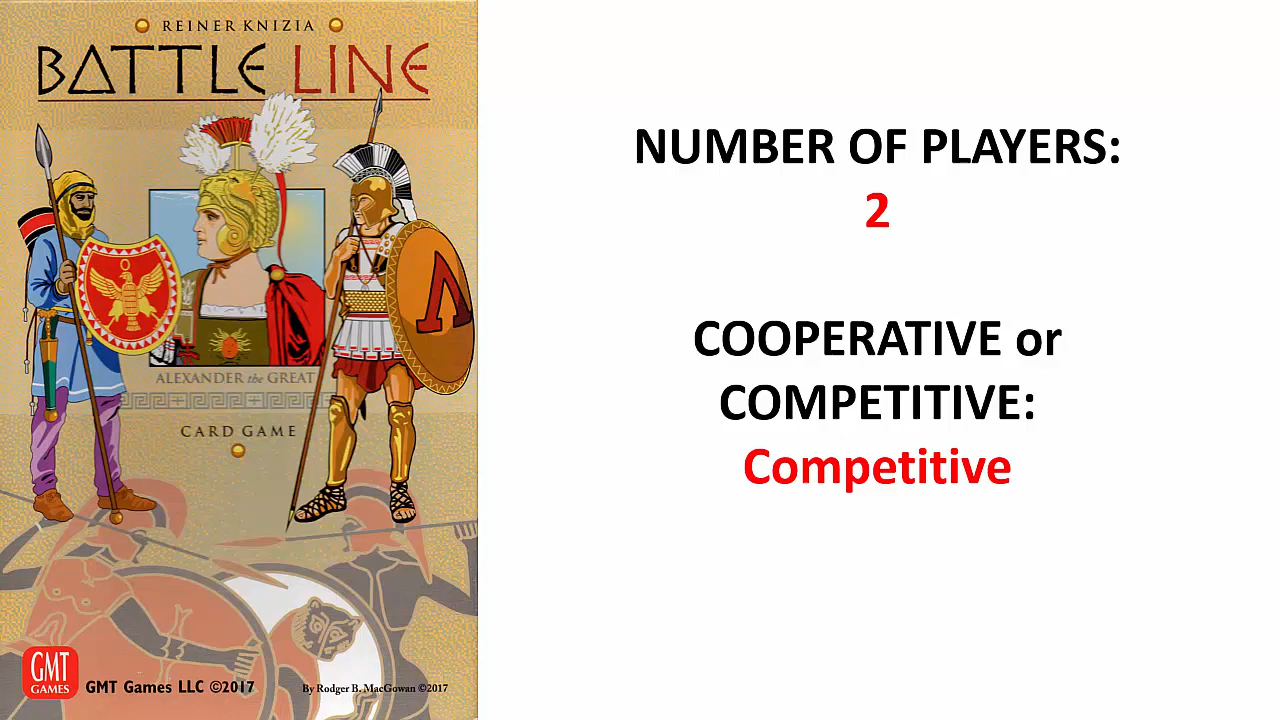 REINER KNIZIA
BATTLE LINE
ALEXANDER the GREAT
CARD GAME
GMT
GAMES
GMT Games LLC ©2017
By Rodger B. MacGowan ©2017
NUMBER OF PLAYERS:
2
COOPERATIVE or
COMPETITIVE:
Competitive